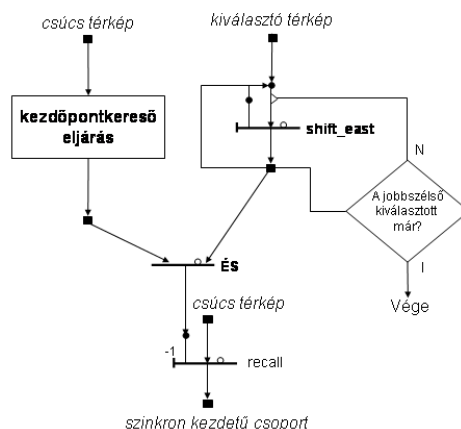 csúcs térkép
kiválasztó térkép
kezdőpontkereső
eljárás
shift_east
N
A jobbszélső
kiválasztott
már?
I
Vége
ÉS
csúcs térkép
-1
recall
szinkron kezdetű csoport